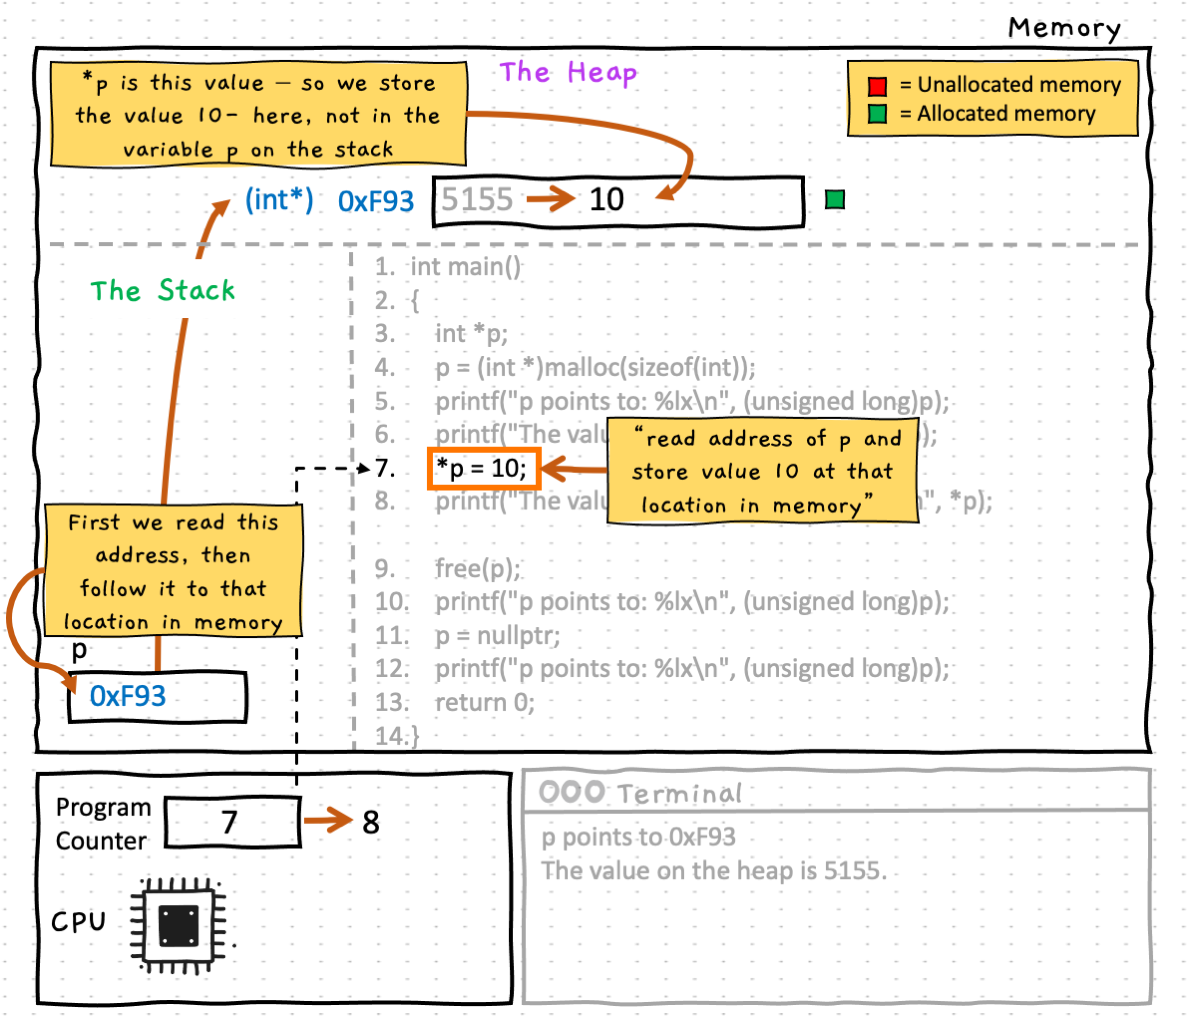 Memory
*p is this value – so we store
the value 10- here, not in the
variable p on the stack
The Heap
= Unallocated memory
= Allocated memory
(int*) 0xF93 5155 10
The Stack
1. int main()
2. {
3. int *p;
4. p = (int *)malloc(sizeof(int));
5. printf("p points to: %lx\n", (unsigned long)p);
6. printf("The valu );
7. *p = 10;
8. printf("The valu \n", *p);
“read address of p and
store value 10 at that
location in memory”
9. free(p);
10. printf("p points to: %lx\n", (unsigned long)p);
11. p = nullptr;
12. printf("p points to: %lx\n", (unsigned long)p);
13. return 0;
14.}
First we read this
address, then
follow it to that
location in memory
p
0xF93
Program
Counter
7 8
CPU
Terminal
p points to 0xF93
The value on the heap is 5155.